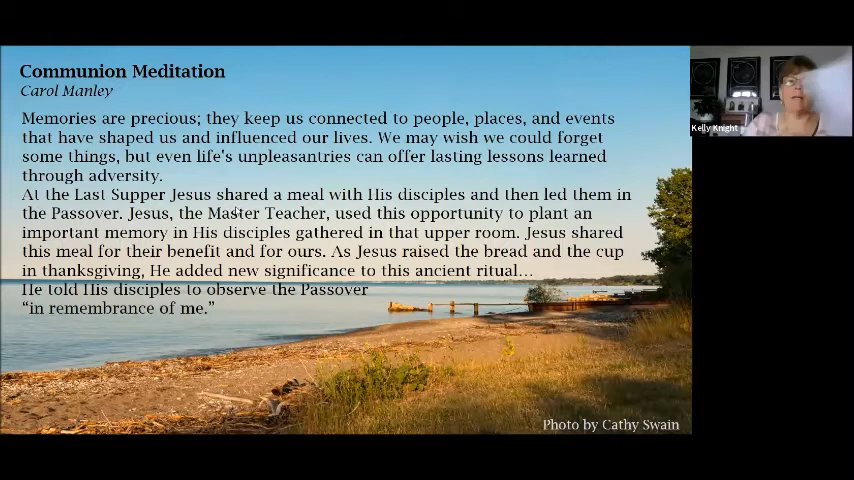 Communion Meditation
Carol Manley
Memories are precious; they keep us connected to people, places, and events
that have shaped us and influenced our lives. We may wish we could forget
some things, but even life's unpleasantries can offer lasting lessons learned
through adversity.
At the Last Supper Jesus shared a meal with His disciples and then led them in
the Passover. Jesus, the Master Teacher, used this opportunity to plant an
important memory in His disciples gathered in that upper room. Jesus shared
this meal for their benefit and for ours. As Jesus raised the bread and the cup
in thanksgiving, He added new significance to this ancient ritual...
He told His disciples to observe the Passover
“in remembrance of me.”
Photo by Cathy Swain
Kelly Knight